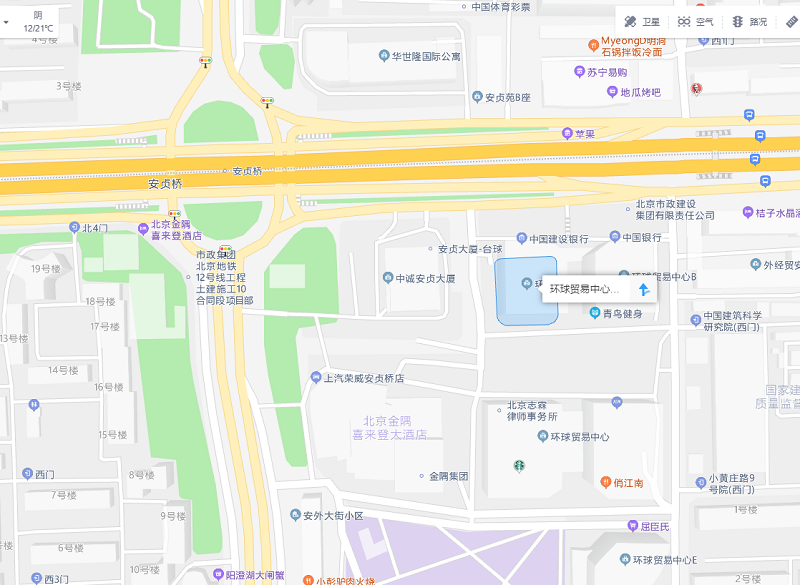 中国体育彩票
阴
12/21℃
卫星
空气
路况
4号楼
MyeongD明洞
石锅拌饭冷面
西门
华世隆国际公寓
苏宁易购
3号楼
地瓜烤吧
安贞苑B座
苹果
安贞桥
安贞桥
北京市政建设
集团有限责任公司
桔子水晶酒
北4门
北京金隅
喜来登酒店
中国建设银行
中国银行
安贞大厦-台球
市政集团
北京地铁
12号线工程
土建施工10
合同段项目部
19号楼
外经贸安
中诚安贞大厦
环球贸易中心B
环球贸易中心...
18号楼
17号楼
青鸟健身
中国建筑科学
研究院(西门)
13号楼
14号楼
上汽荣威安贞桥店
16号楼
国家建
质量监督
北京志霖
律师事务所
北京金隅
喜来登大酒店
15号楼
环球贸易中心
西门
8号楼
金隅集团
俏江南
小黄庄路9
号院(西门)
7号楼
1号楼
9号楼
安外大街小区
屈臣氏
6号楼
环球贸易中心E
10号楼
西3门
阳澄湖大闸蟹
小彭驴肉火烧
2号楼